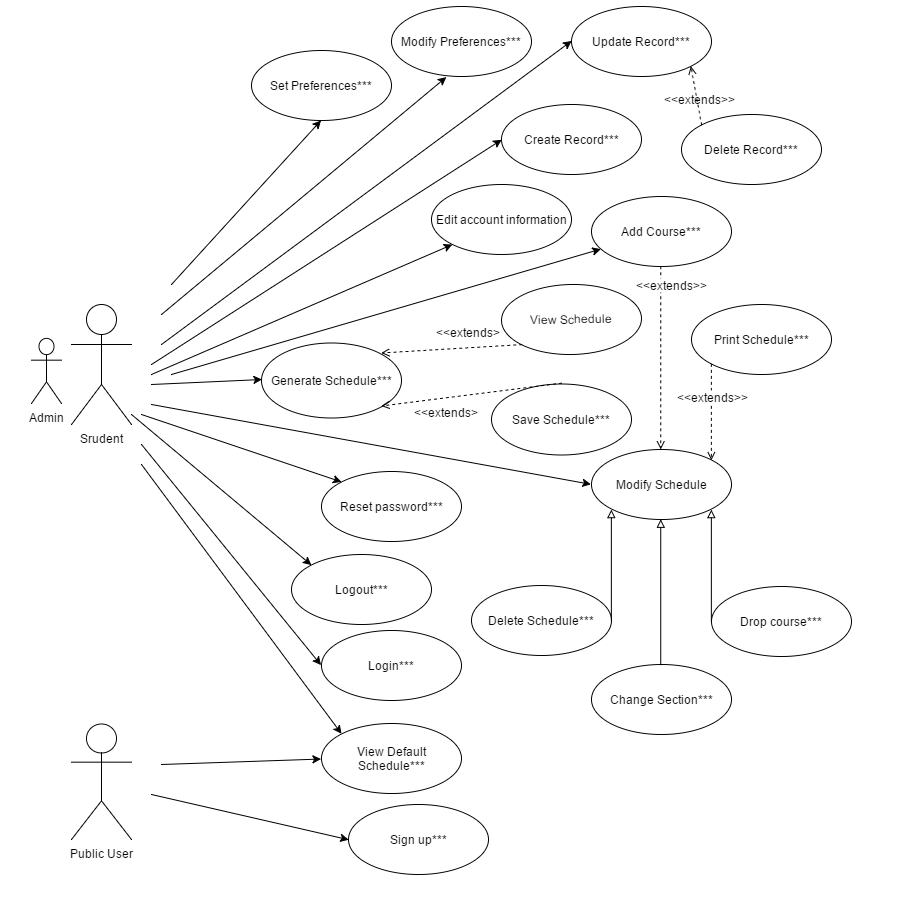 Modify Preferences***
Update Record***
Set Preferences***
<<extends>>
Create Record***
Delete Record***
Edit account information
Add Course***
<<extends>>
View Schedule
<<extends>>
Print Schedule***
Generate Schedule***
<<extends>>
<<extends>>
Save Schedule***
Admin
Srudent
Modify Schedule
Reset password***
Logout***
Delete Schedule***
Drop course***
Login***
Change Section***
View Default
Schedule***
Sign up***
Public User